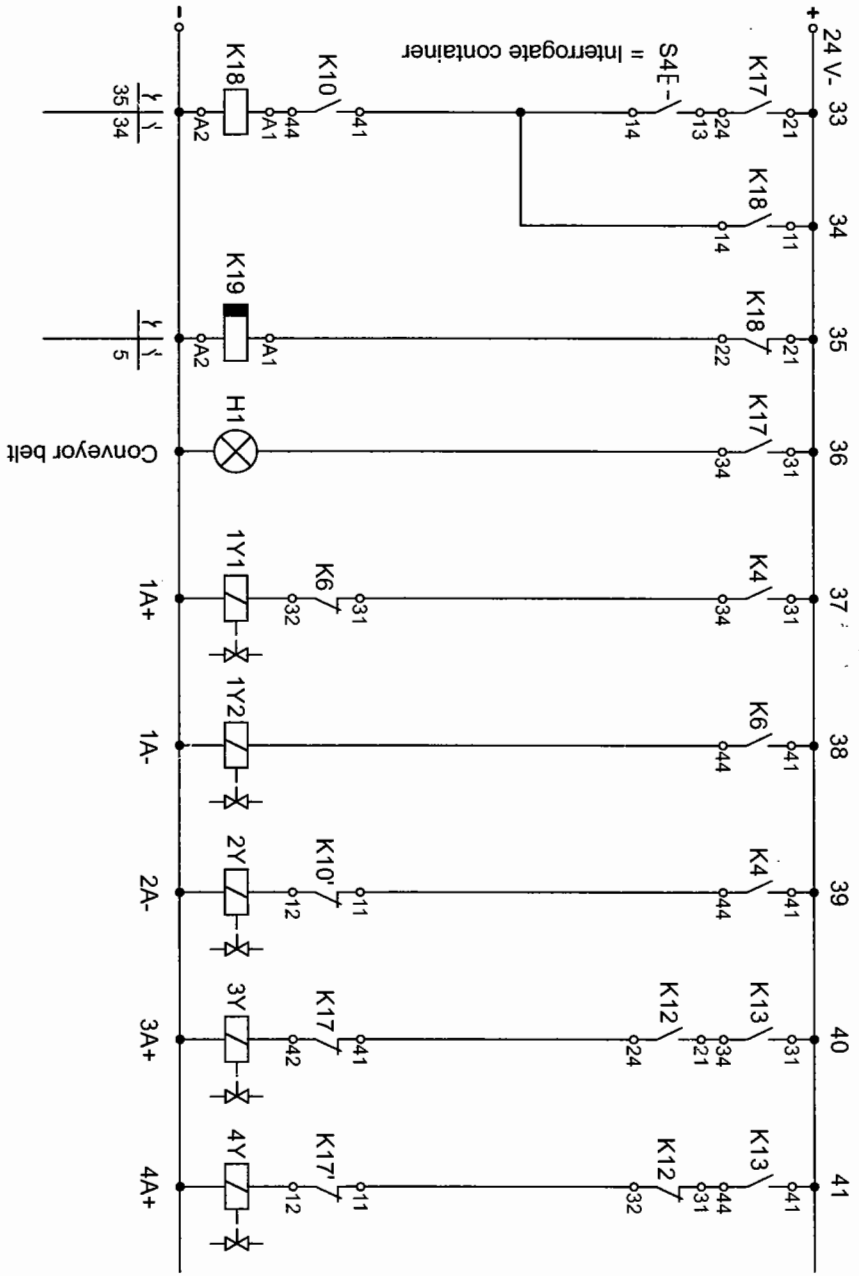 24 V-
+
33
K17
21
24
S4E-
13
14
= Interrogate container
K10
41
44
K18
A1
A2
-
35 34
34
K18
11
14
35
K18
21
22
K19
A1
A2
5
36
K17
31
34
H1
Conveyor belt
37
K4
31
34
K6
31
32
1Y1
1A+
38
K6
41
44
1Y2
1A-
39
K4
41
44
K10'
11
12
2Y
2A-
40
K13
31
34
K12
21
24
K17
41
42
3Y
3A+
41
K13
41
44
K12
31
32
K17'
11
12
4Y
4A+